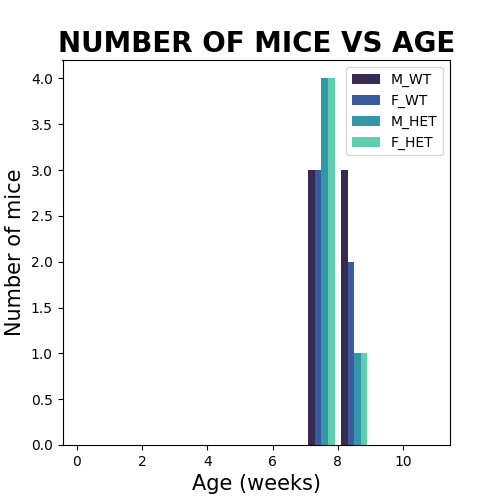 NUMBER OF MICE VS AGE
M_WT
F_WT
M_HET
F_HET
4.0
3.5
3.0
2.5
2.0
1.5
1.0
0.5
0.0
Number of mice
0 2 4 6 8 10
Age (weeks)